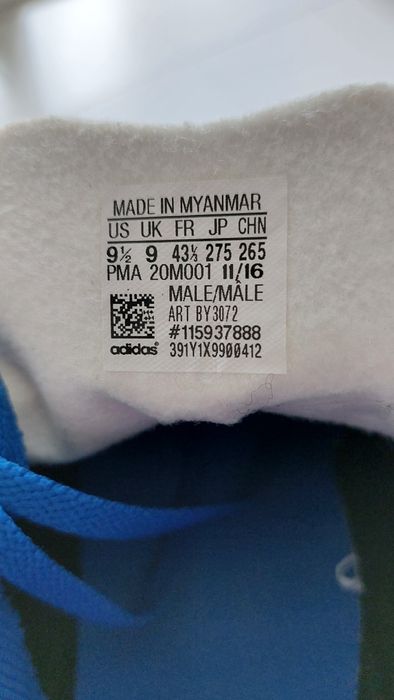 MADE IN MYANMAR
US UK FR JP CHN
9½ 9 43⅓ 275 265
PMA 20M001 11/16
MALE/MÂLE
ART BY3072
#115937888
adidas® 391Y1X9900412